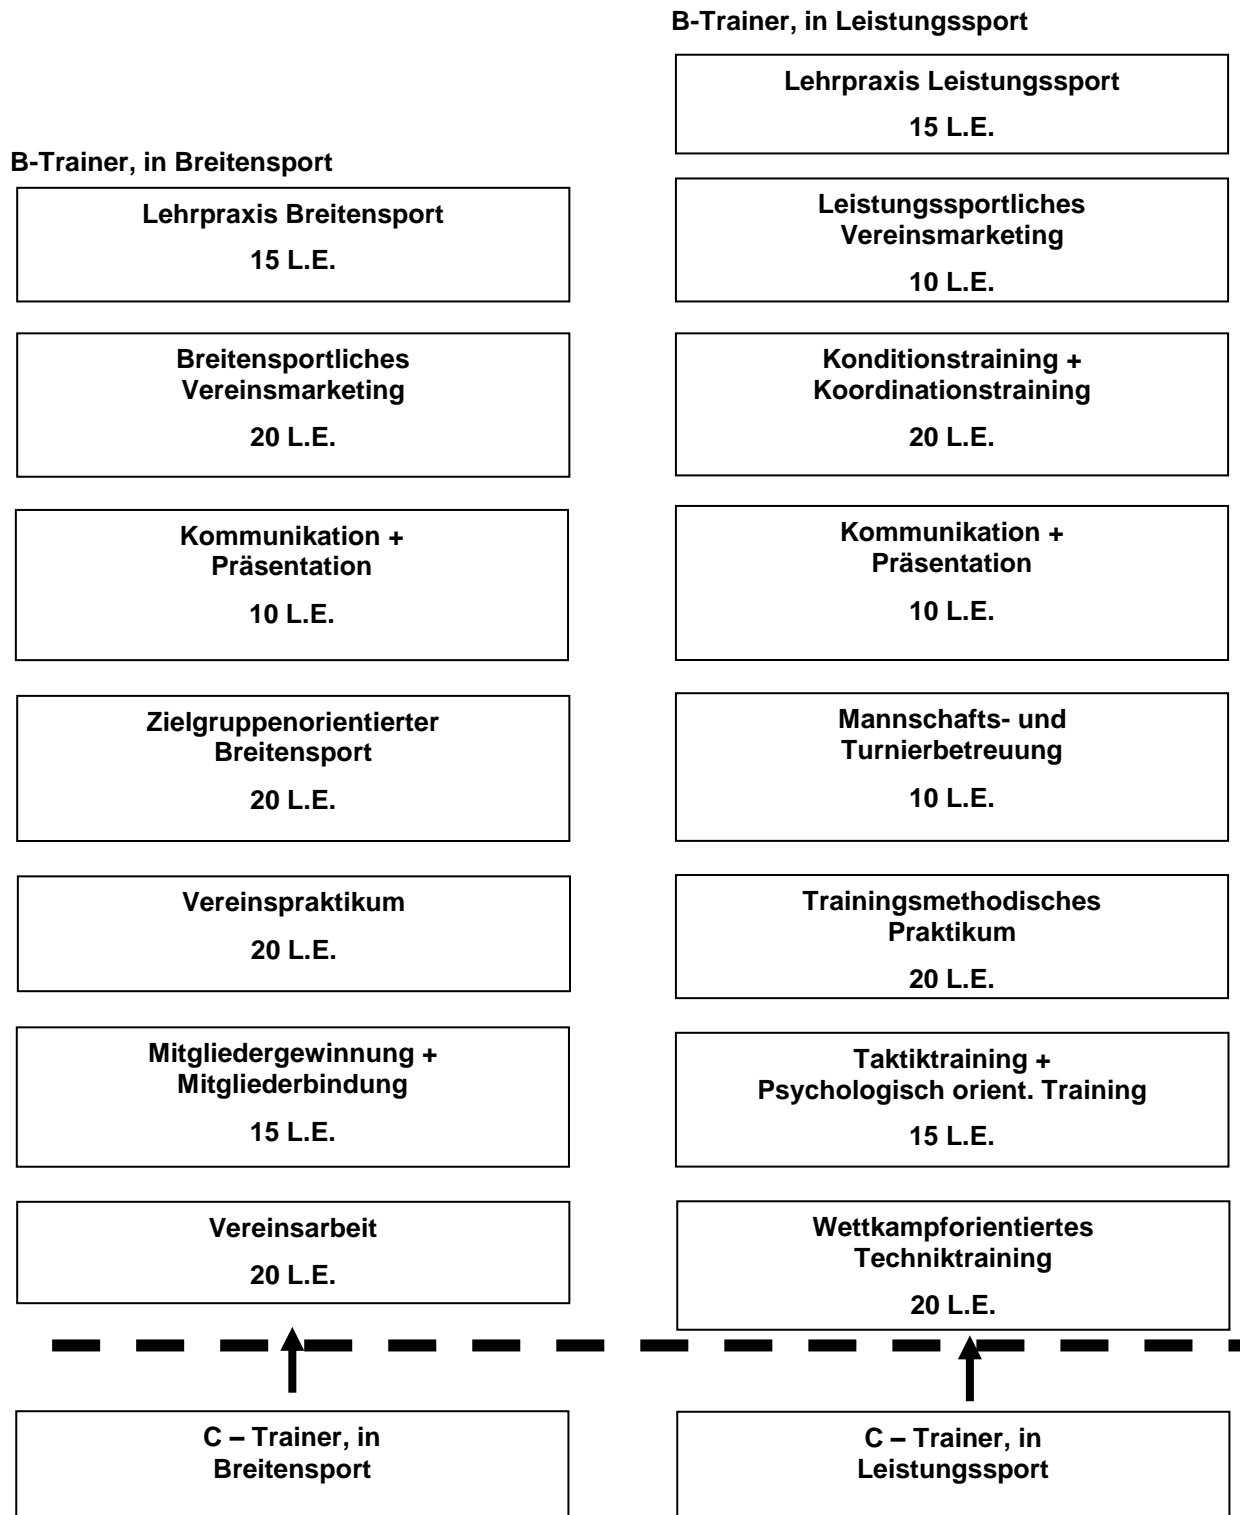 B-Trainer, in Breitensport
Lehrpraxis Breitensport
15 L.E.
Breitensportliches
Vereinsmarketing
20 L.E.
Kommunikation +
Präsentation
10 L.E.
Zielgruppenorientierter
Breitensport
20 L.E.
Vereinspraktikum
20 L.E.
Mitgliedergewinnung +
Mitgliederbindung
15 L.E.
Vereinsarbeit
20 L.E.
C – Trainer, in
Breitensport
B-Trainer, in Leistungssport
Lehrpraxis Leistungssport
15 L.E.
Leistungssportliches
Vereinsmarketing
10 L.E.
Konditionstraining +
Koordinationstraining
20 L.E.
Kommunikation +
Präsentation
10 L.E.
Mannschafts- und
Turnierbetreuung
10 L.E.
Trainingsmethodisches
Praktikum
20 L.E.
Taktiktraining +
Psychologisch orient. Training
15 L.E.
Wettkampforientiertes
Techniktraining
20 L.E.
C – Trainer, in
Leistungssport